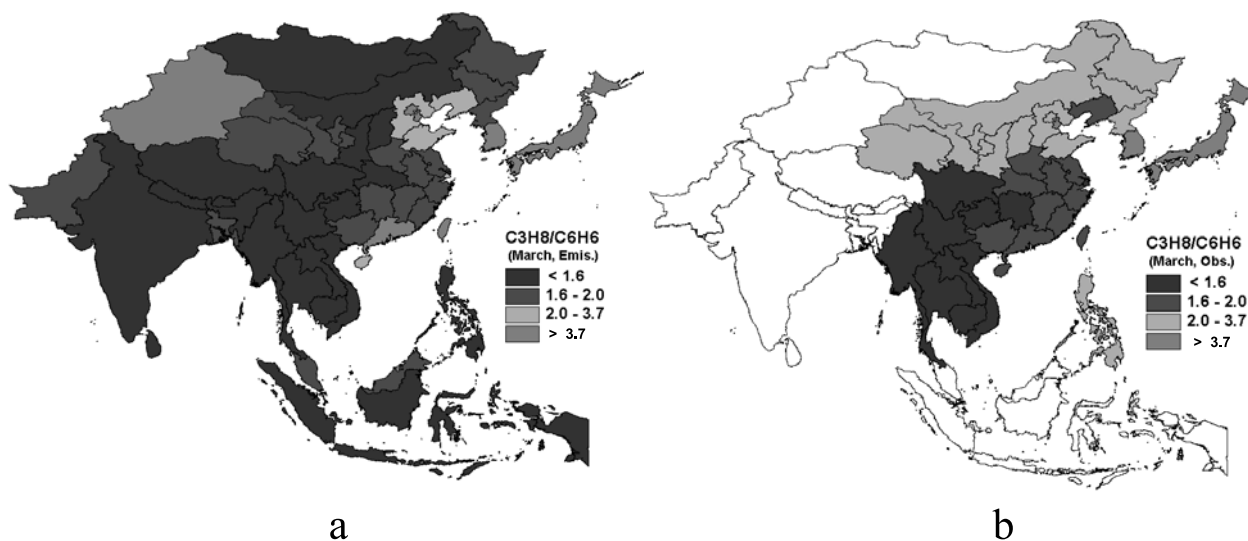 C3H8/C6H6
(March, Emis.)
< 1.6
1.6 - 2.0
2.0 - 3.7
> 3.7
a
C3H8/C6H6
(March, Obs.)
< 1.6
1.6 - 2.0
2.0 - 3.7
> 3.7
b